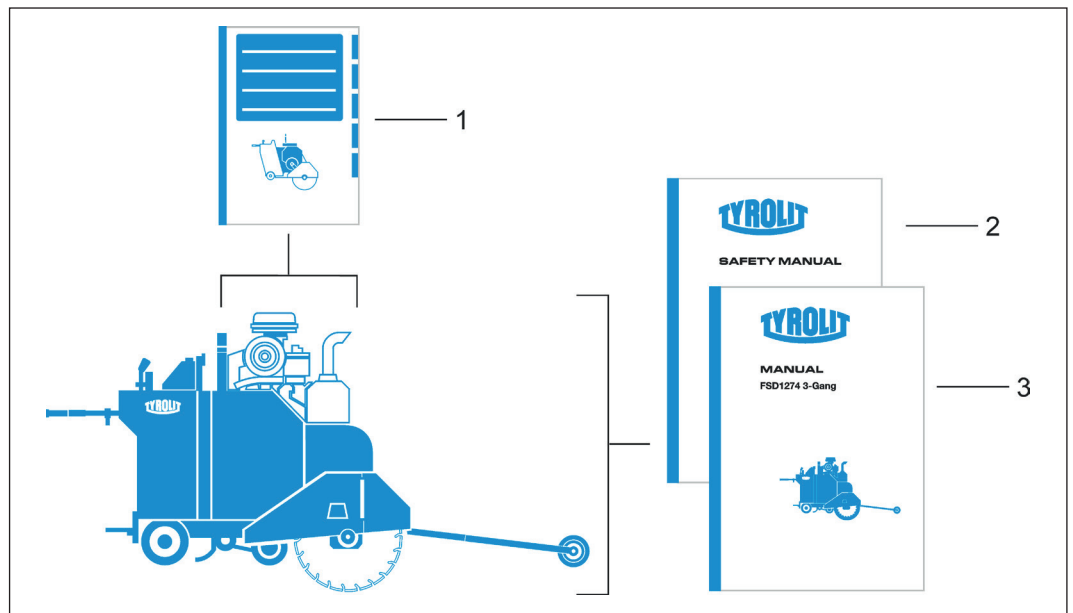 1
TYROLIT
SAFETY MANUAL
2
TYROLIT
MANUAL
FSD1274 3-Gang
3
TYROLIT